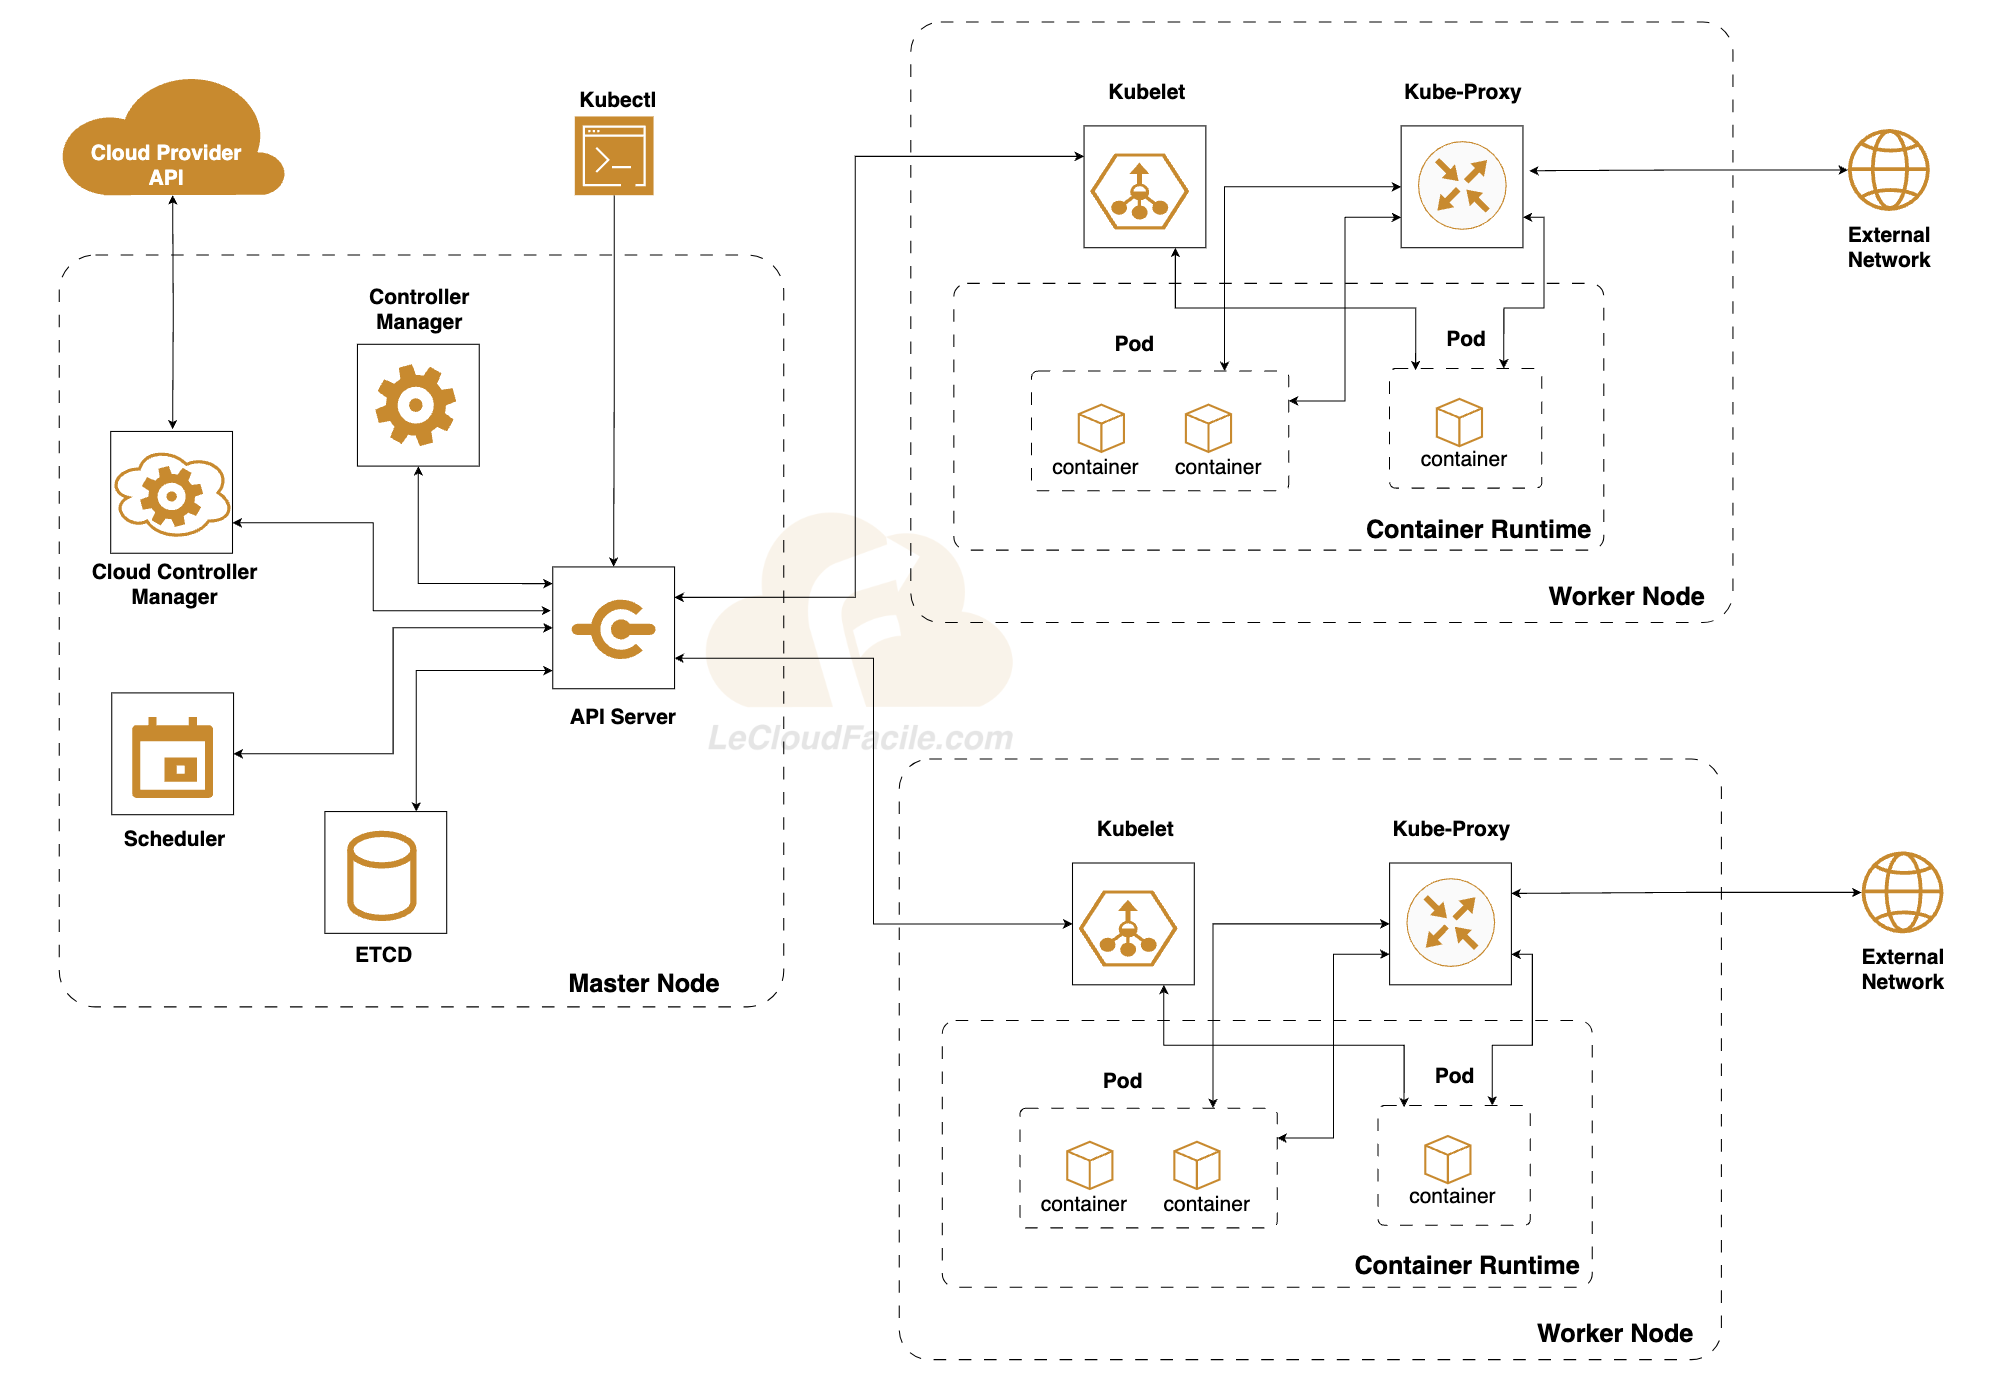 Cloud Provider
API
Kubectl
Controller
Manager
Cloud Controller
Manager
API Server
Scheduler
ETCD
Master Node
LeCloudFacile.com
Kubelet
Kube-Proxy
External
Network
Pod
Pod
container
container
container
Container Runtime
Worker Node
Kubelet
Kube-Proxy
External
Network
Pod
Pod
container
container
container
Container Runtime
Worker Node